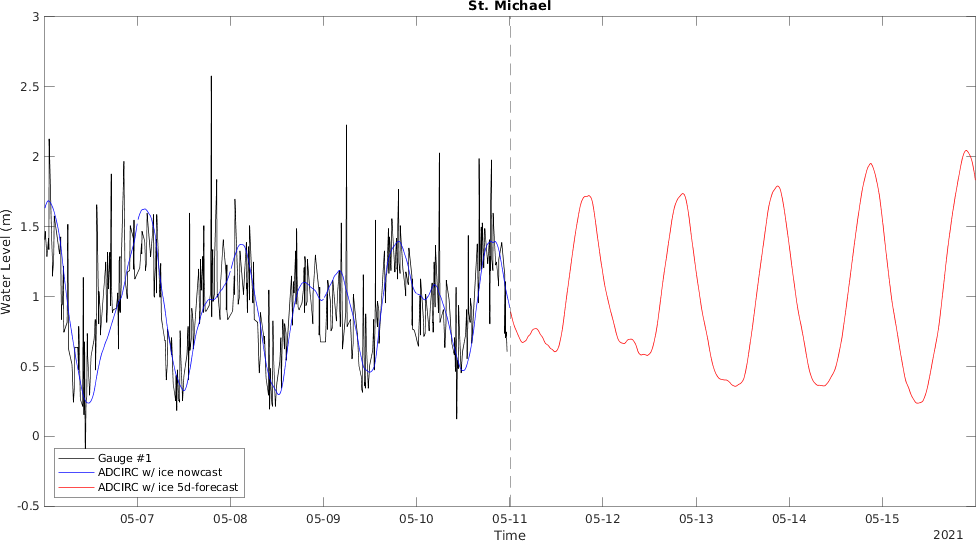 St. Michael
3
2.5
2
1.5
1
0.5
0
-0.5
Water Level (m)
Gauge #1
ADCIRC w/ ice nowcast
ADCIRC w/ ice 5d-forecast
05-07 05-08 05-09 05-10 05-11 05-12 05-13 05-14 05-15
Time
2021